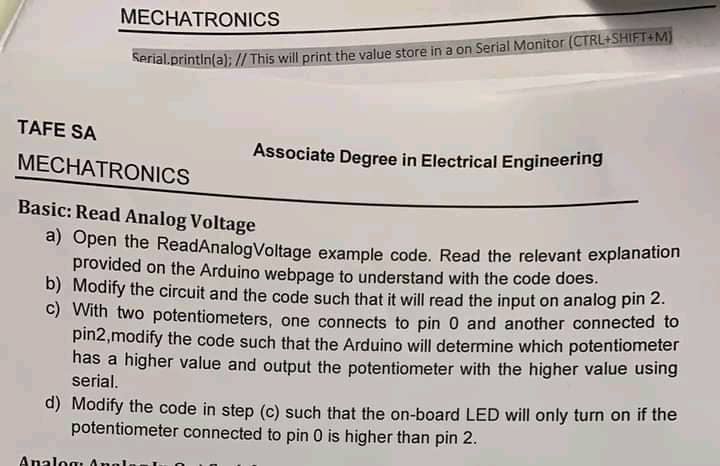 MECHATRONICS
Serial.println(a); // This will print the value store in a on Serial Monitor (CTRL+SHIFT+M)
TAFE SA
Associate Degree in Electrical Engineering
MECHATRONICS
Basic: Read Analog Voltage
a) Open the ReadAnalogVoltage example code. Read the relevant explanation
provided on the Arduino webpage to understand with the code does.
b) Modify the circuit and the code such that it will read the input on analog pin 2.
c) With two potentiometers, one connects to pin 0 and another connected to
pin2,modify the code such that the Arduino will determine which potentiometer
has a higher value and output the potentiometer with the higher value using
serial.
d) Modify the code in step (c) such that the on-board LED will only turn on if the
potentiometer connected to pin 0 is higher than pin 2.
Analog: